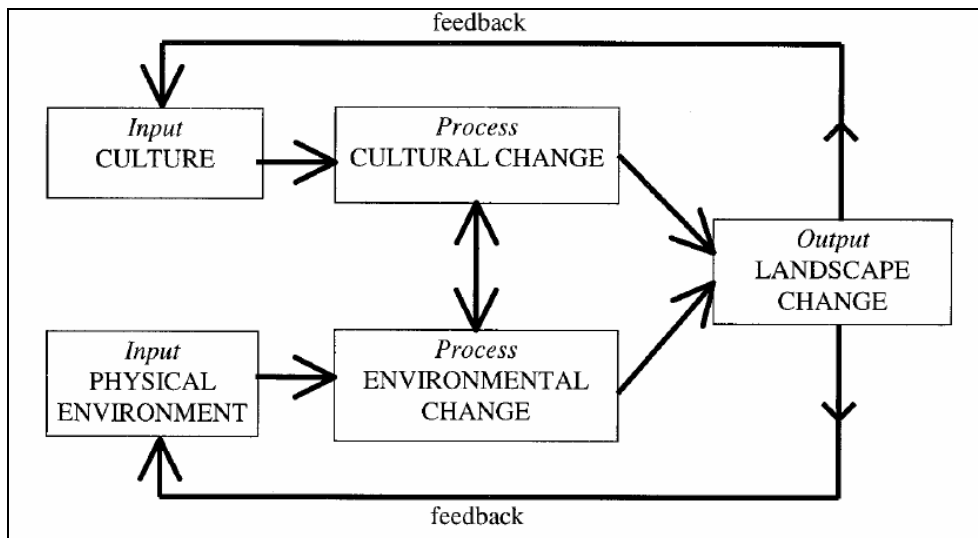 feedback
Input
CULTURE
Process
CULTURAL CHANGE
Output
LANDSCAPE
CHANGE
Input
PHYSICAL
ENVIRONMENT
Process
ENVIRONMENTAL
CHANGE
feedback